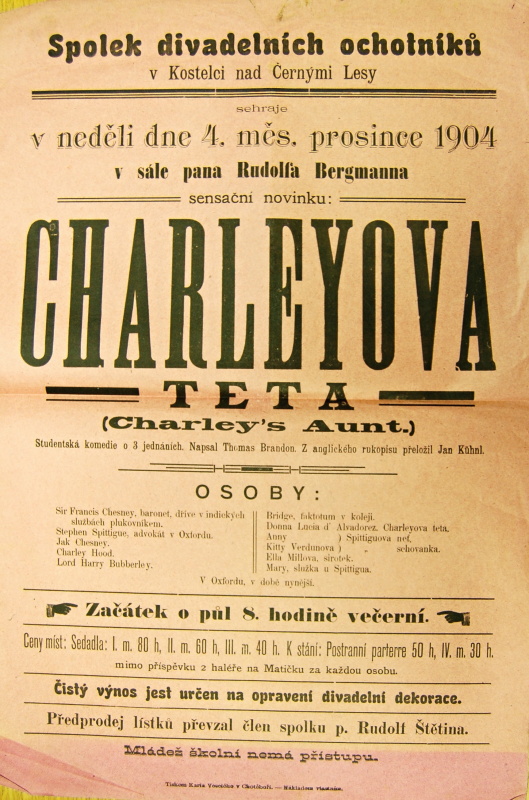 Spolek divadelních ochotníků
v Kostelci nad Černými Lesy
sehraje
v neděli dne 4. měs. prosince 1904
v sále pana Rudolfa Bergmanna
sensační novinku:
CHARLEYOVA
TETA
(Charley's Aunt.)
Studentská komedie o 3 jednáních. Napsal Thomas Brandon. Z anglického rukopisu přeložil Jan Kühnl.
OSOBY:
Sir Francis Chesney, baronet, dříve v indických
službách plukovníkem.
Stephen Spittigue, advokát v Oxfordu.
Jak Chesney.
Charley Hood.
Lord Harry Bubberley.
Bridge, faktotum v koleji.
Donna Lucia d' Alvadorez, Charleyova teta.
Anny ) Spittiguova neť,
Kitty Verdunova ) „ schovanka.
Ella Millova, sirotek.
Mary, služka u Spittigua.
V Oxfordu, v době nynější.
Začátek o půl 8. hodině večerní.
Ceny míst: Sedadla: I. m. 80 h, II. m. 60 h, III. m. 40 h. K stání: Postranní parterre 50 h, IV. m. 30 h.
mimo příspěvku 2 haléře na Matičku za každou osobu.
Čistý výnos jest určen na opravení divadelní dekorace.
Předprodej lístků převzal člen spolku p. Rudolf Štětina.
Mládež školní nemá přístupu.
Tiskem Karla v Chotěboři. — Nákladem vlastním.